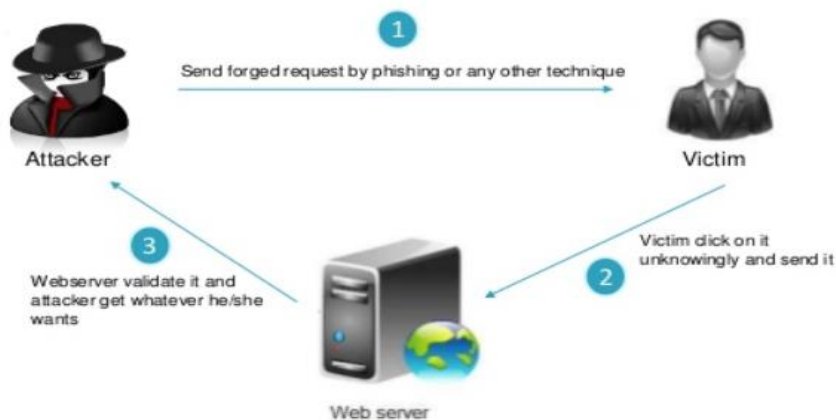 1
Send forged request by phishing or any other technique
Attacker
Victim
3
Webserver validate it and
attacker get whatever he/she
wants
Victim click on it
unknowingly and send it
2
Web server